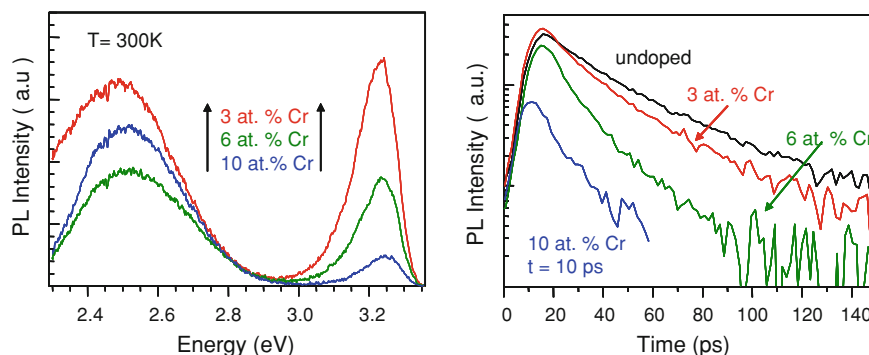 T= 300K
PL Intensity ( a.u )
3 at. % Cr
6 at. % Cr
10 at.% Cr
2.4 2.6 2.8 3.0 3.2
Energy (eV)
undoped
3 at. % Cr
6 at. % Cr
PL Intensity ( a.u.)
10 at. % Cr
t = 10 ps
0 20 40 60 80 100 120 140
Time (ps)